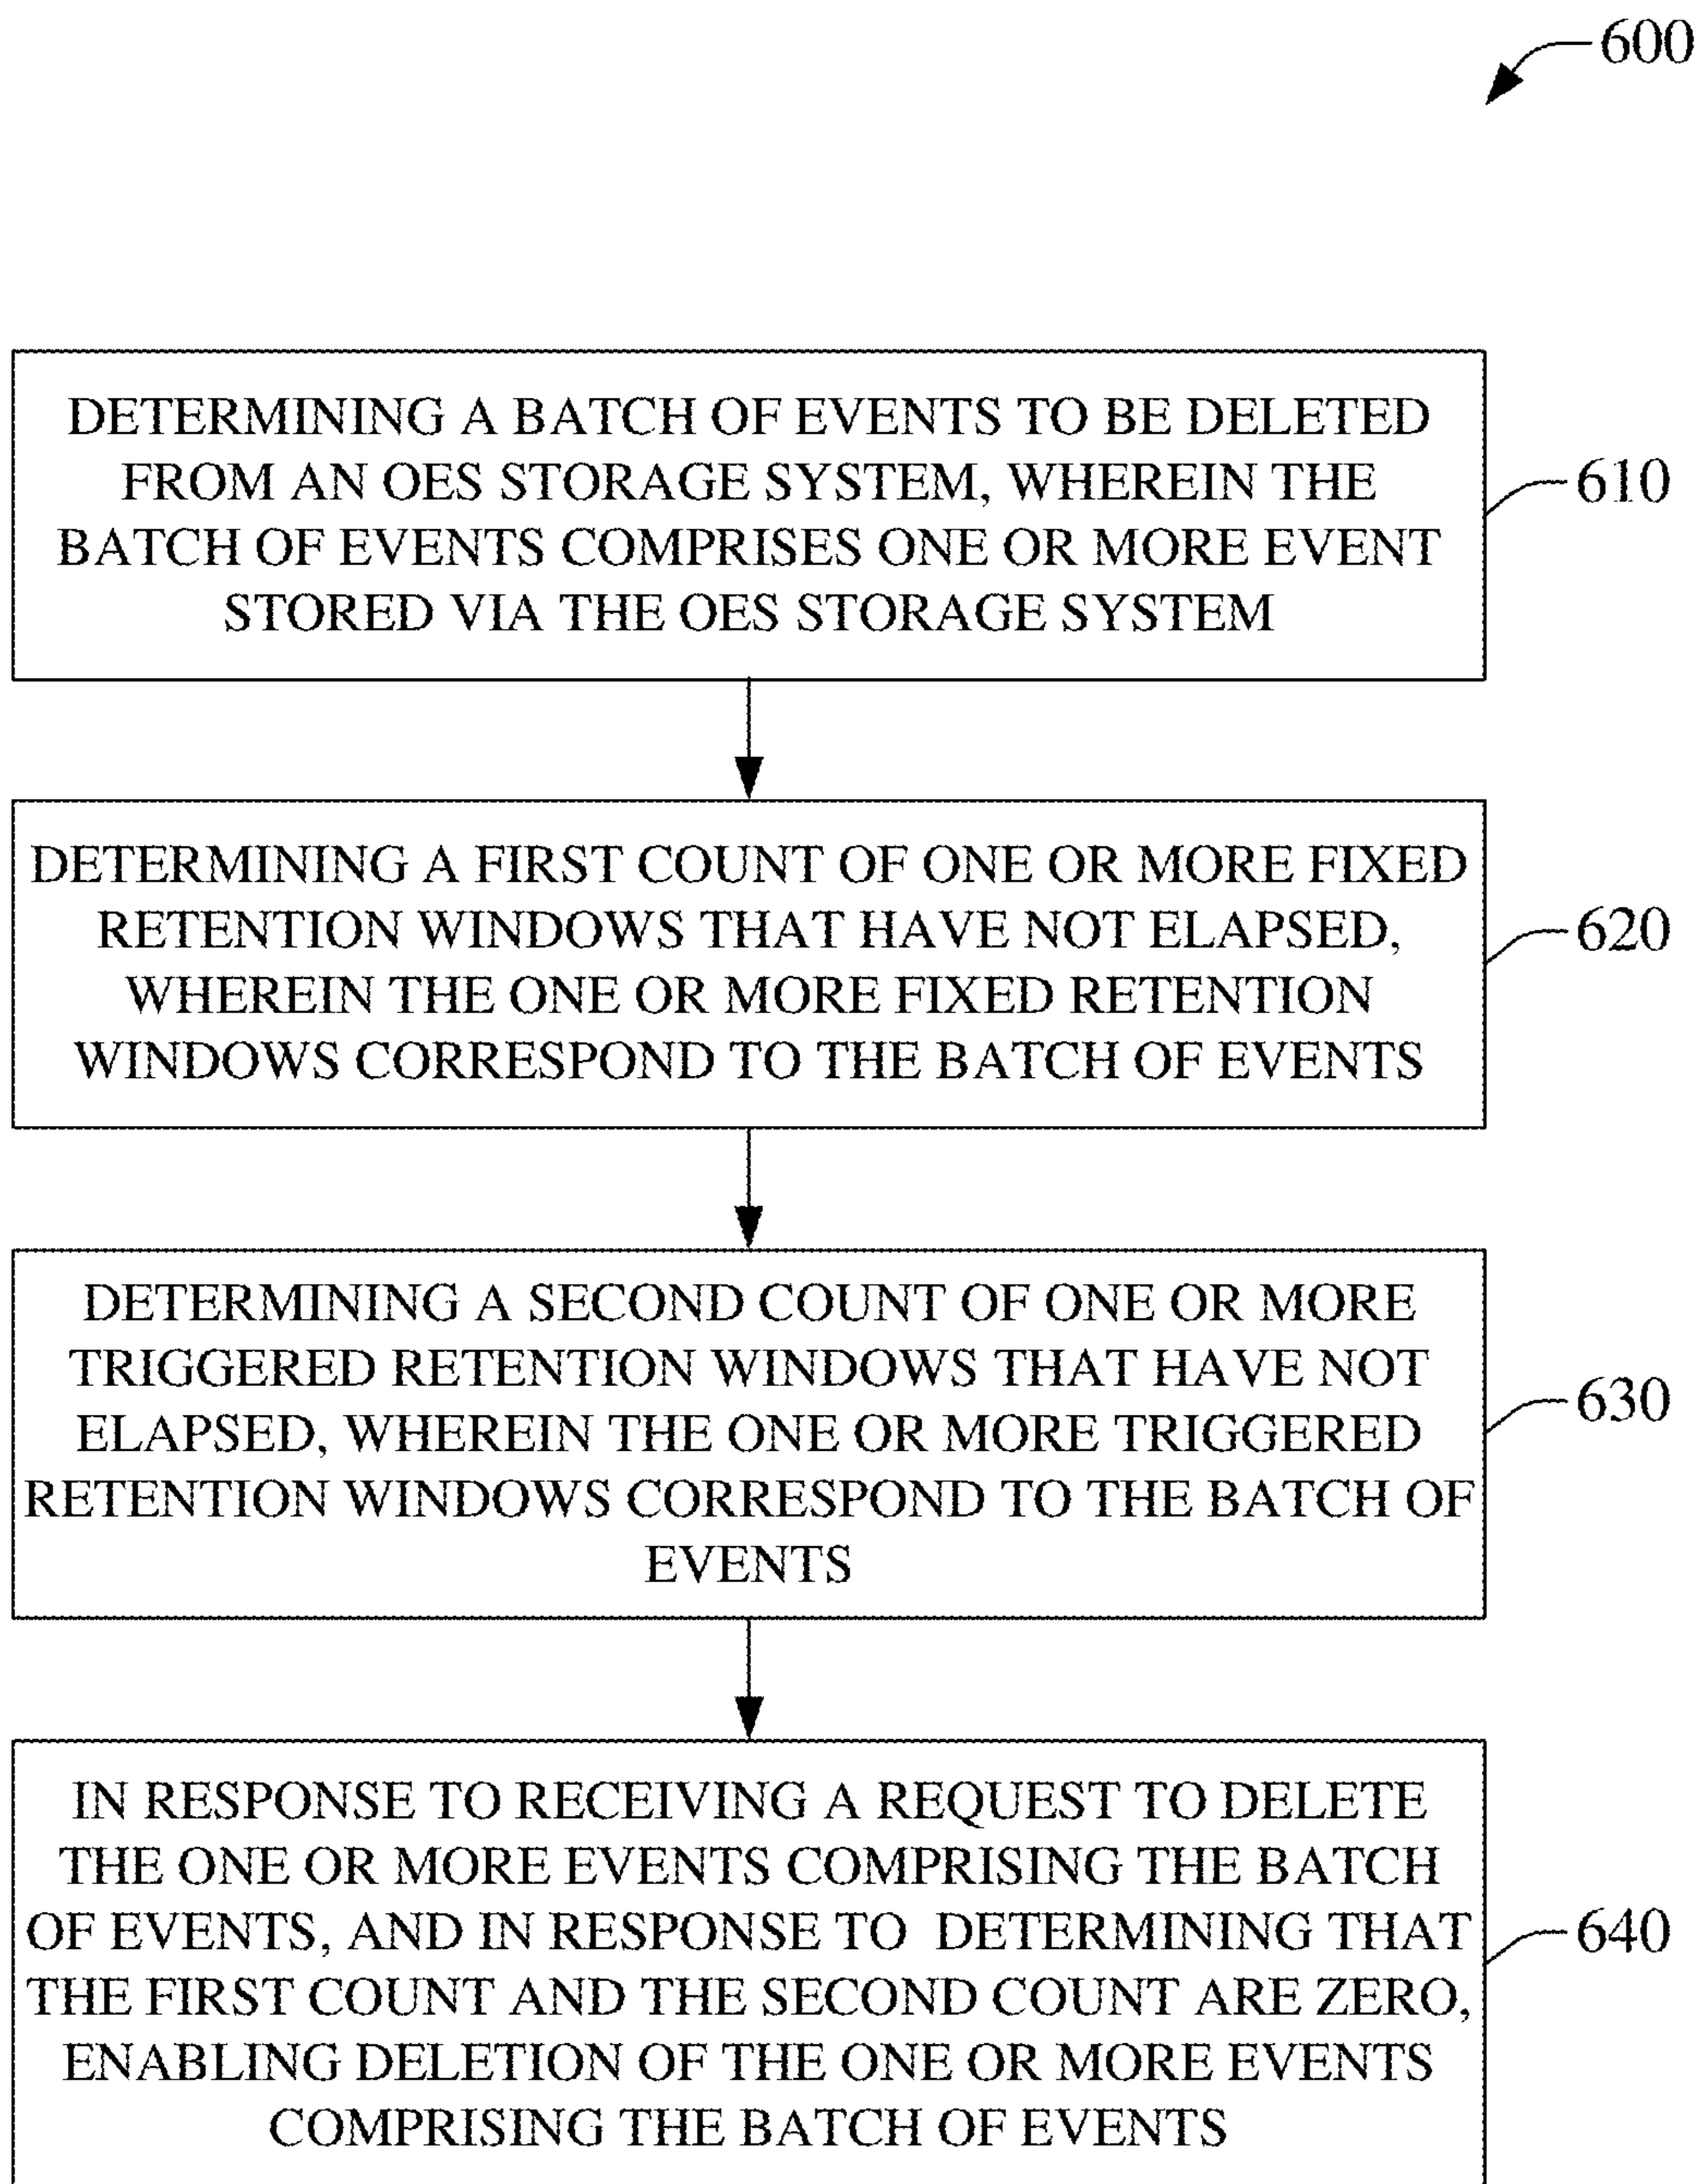 600
DETERMINING A BATCH OF EVENTS TO BE DELETED
FROM AN OES STORAGE SYSTEM, WHEREIN THE
BATCH OF EVENTS COMPRISES ONE OR MORE EVENT
STORED VIA THE OES STORAGE SYSTEM
610
DETERMINING A FIRST COUNT OF ONE OR MORE FIXED
RETENTION WINDOWS THAT HAVE NOT ELAPSED,
WHEREIN THE ONE OR MORE FIXED RETENTION
WINDOWS CORRESPOND TO THE BATCH OF EVENTS
620
DETERMINING A SECOND COUNT OF ONE OR MORE
TRIGGERED RETENTION WINDOWS THAT HAVE NOT
ELAPSED, WHEREIN THE ONE OR MORE TRIGGERED
RETENTION WINDOWS CORRESPOND TO THE BATCH OF
EVENTS
630
IN RESPONSE TO RECEIVING A REQUEST TO DELETE
THE ONE OR MORE EVENTS COMPRISING THE BATCH
OF EVENTS, AND IN RESPONSE TO DETERMINING THAT
THE FIRST COUNT AND THE SECOND COUNT ARE ZERO,
ENABLING DELETION OF THE ONE OR MORE EVENTS
COMPRISING THE BATCH OF EVENTS
640